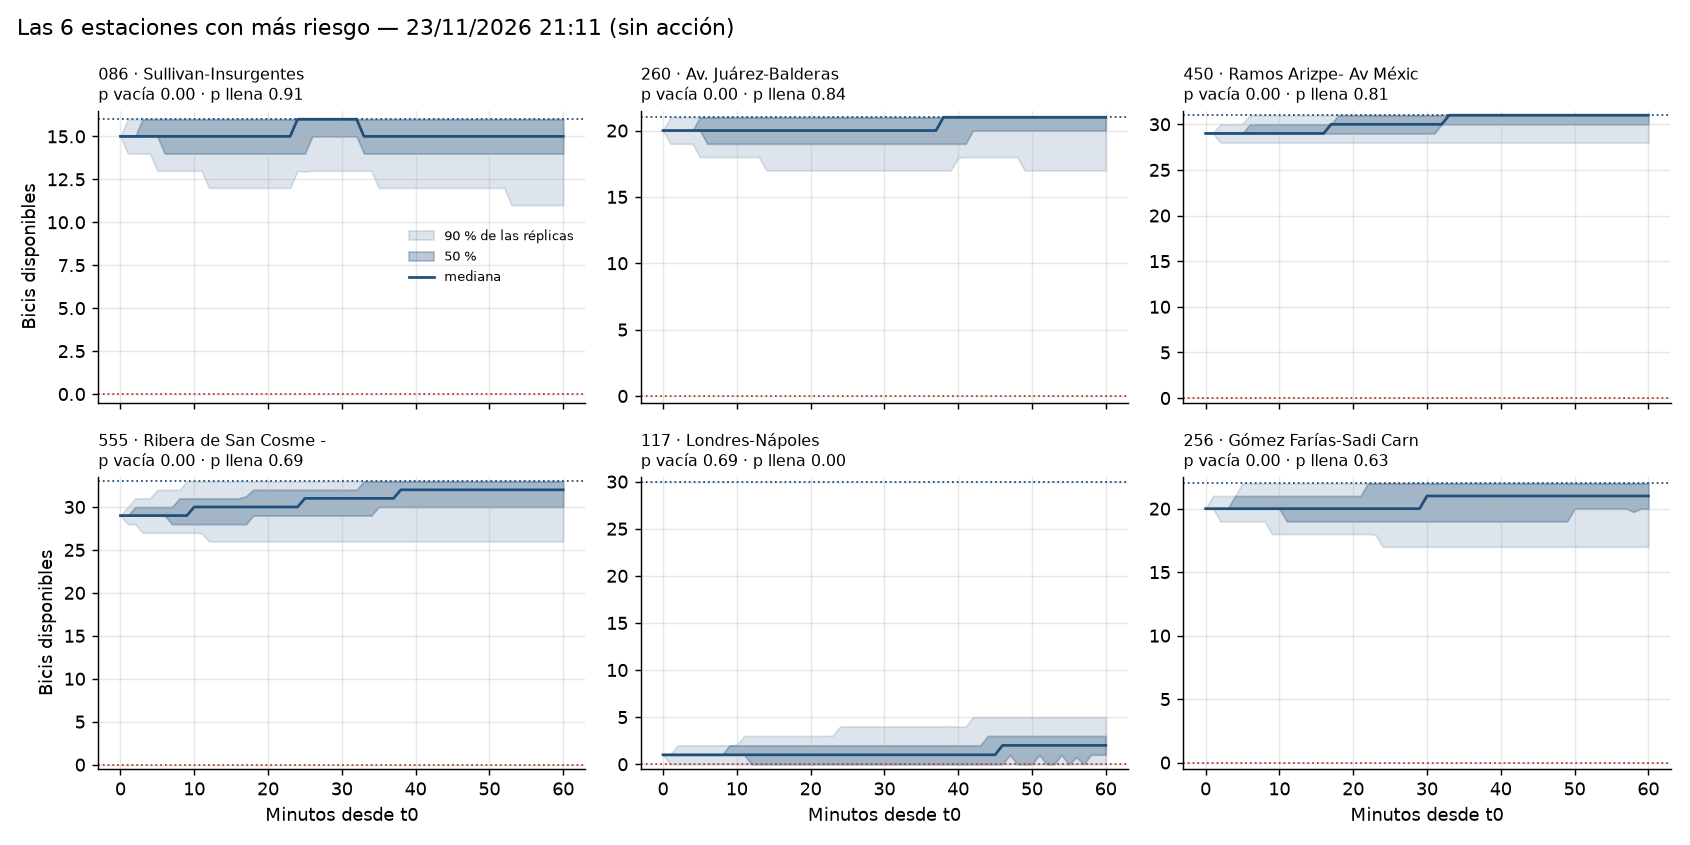 Las 6 estaciones con más riesgo — 23/11/2026 21:11 (sin acción)
086 · Sullivan-Insurgentes
p vacía 0.00 · p llena 0.91
15.0
12.5
10.0
7.5
5.0
2.5
0.0
Bicis disponibles
90 % de las réplicas
50 %
mediana
260 · Av. Juárez-Balderas
p vacía 0.00 · p llena 0.84
20
15
10
5
0
450 · Ramos Arizpe- Av Méxic
p vacía 0.00 · p llena 0.81
30
25
20
15
10
5
0
555 · Ribera de San Cosme -
p vacía 0.00 · p llena 0.69
30
25
20
15
10
5
0
Bicis disponibles
0 10 20 30 40 50 60
Minutos desde t0
117 · Londres-Nápoles
p vacía 0.69 · p llena 0.00
30
25
20
15
10
5
0
0 10 20 30 40 50 60
Minutos desde t0
256 · Gómez Farías-Sadi Carn
p vacía 0.00 · p llena 0.63
20
15
10
5
0
0 10 20 30 40 50 60
Minutos desde t0